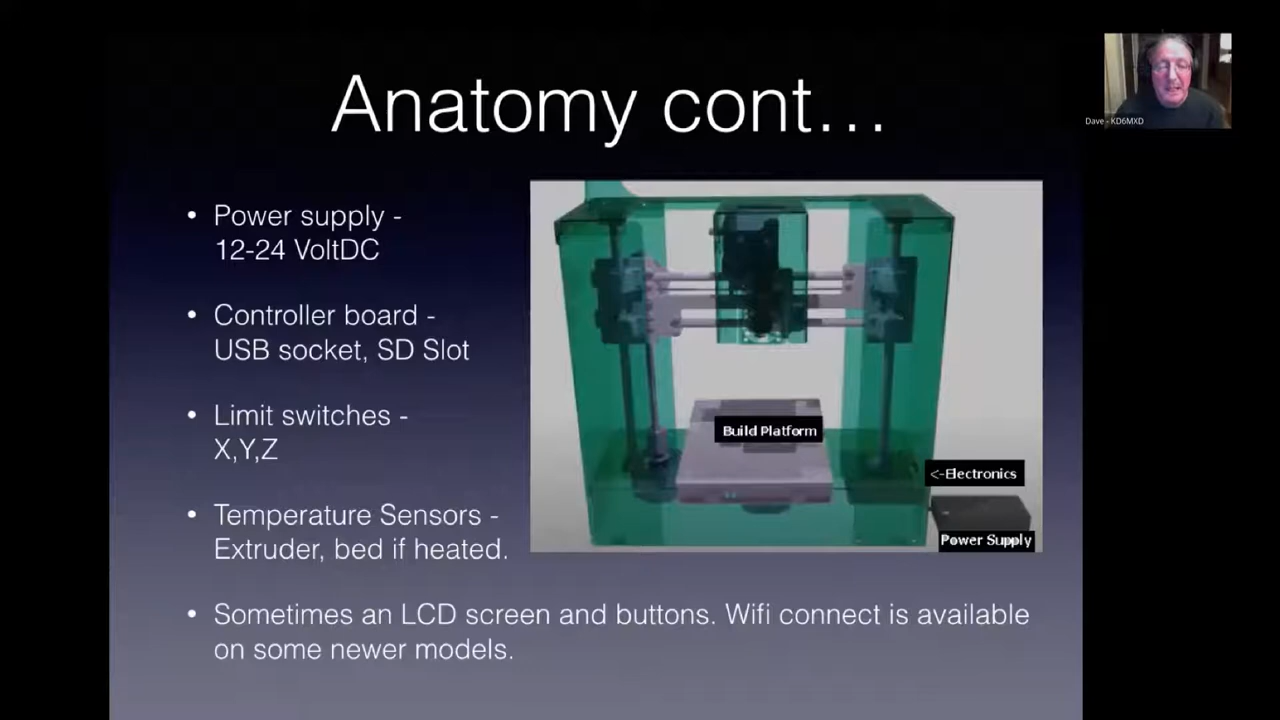 Anatomy cont…
Dave - KD6MXD
• Power supply -
12-24 VoltDC
• Controller board -
USB socket, SD Slot
• Limit switches -
X,Y,Z
• Temperature Sensors -
Extruder, bed if heated.
• Sometimes an LCD screen and buttons. Wifi connect is available
on some newer models.
Build Platform
<-Electronics
Power Supply